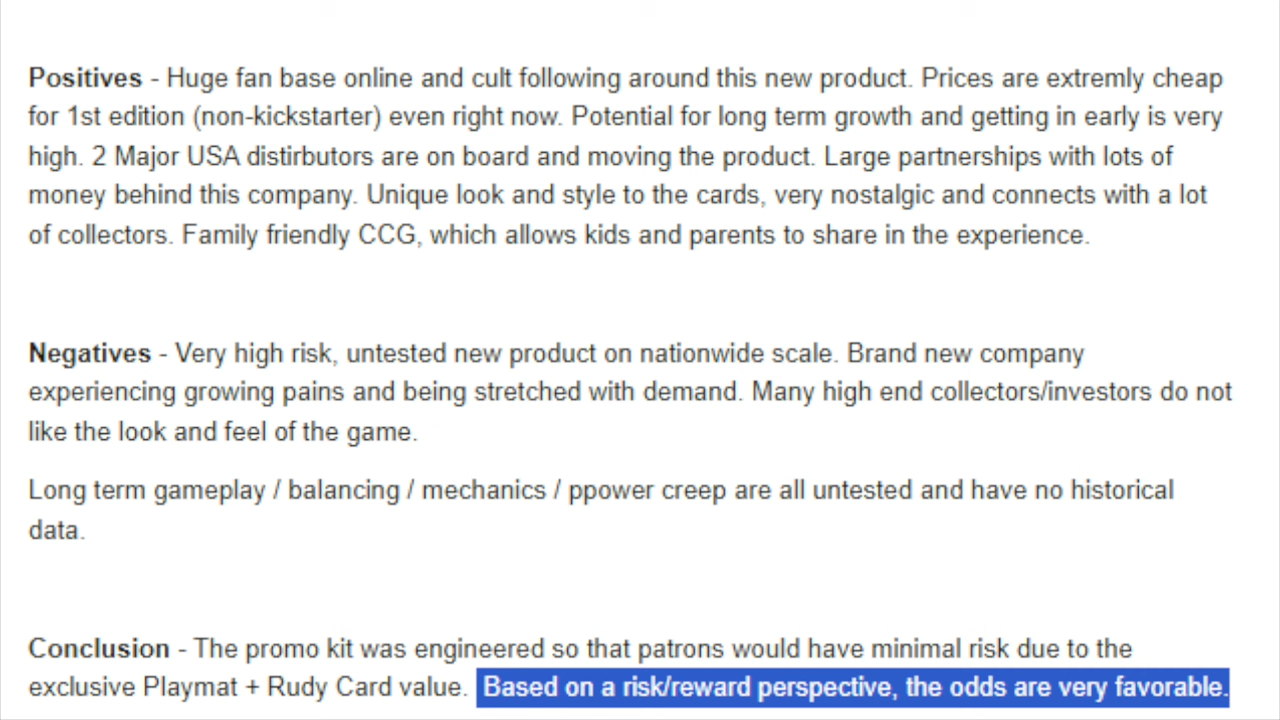 Positives - Huge fan base online and cult following around this new product. Prices are extremly cheap
for 1st edition (non-kickstarter) even right now. Potential for long term growth and getting in early is very
high. 2 Major USA distirbutors are on board and moving the product. Large partnerships with lots of
money behind this company. Unique look and style to the cards, very nostalgic and connects with a lot
of collectors. Family friendly CCG, which allows kids and parents to share in the experience.
Negatives - Very high risk, untested new product on nationwide scale. Brand new company
experiencing growing pains and being stretched with demand. Many high end collectors/investors do not
like the look and feel of the game.
Long term gameplay / balancing / mechanics / ppower creep are all untested and have no historical
data.
Conclusion - The promo kit was engineered so that patrons would have minimal risk due to the
exclusive Playmat + Rudy Card value. Based on a risk/reward perspective, the odds are very favorable.